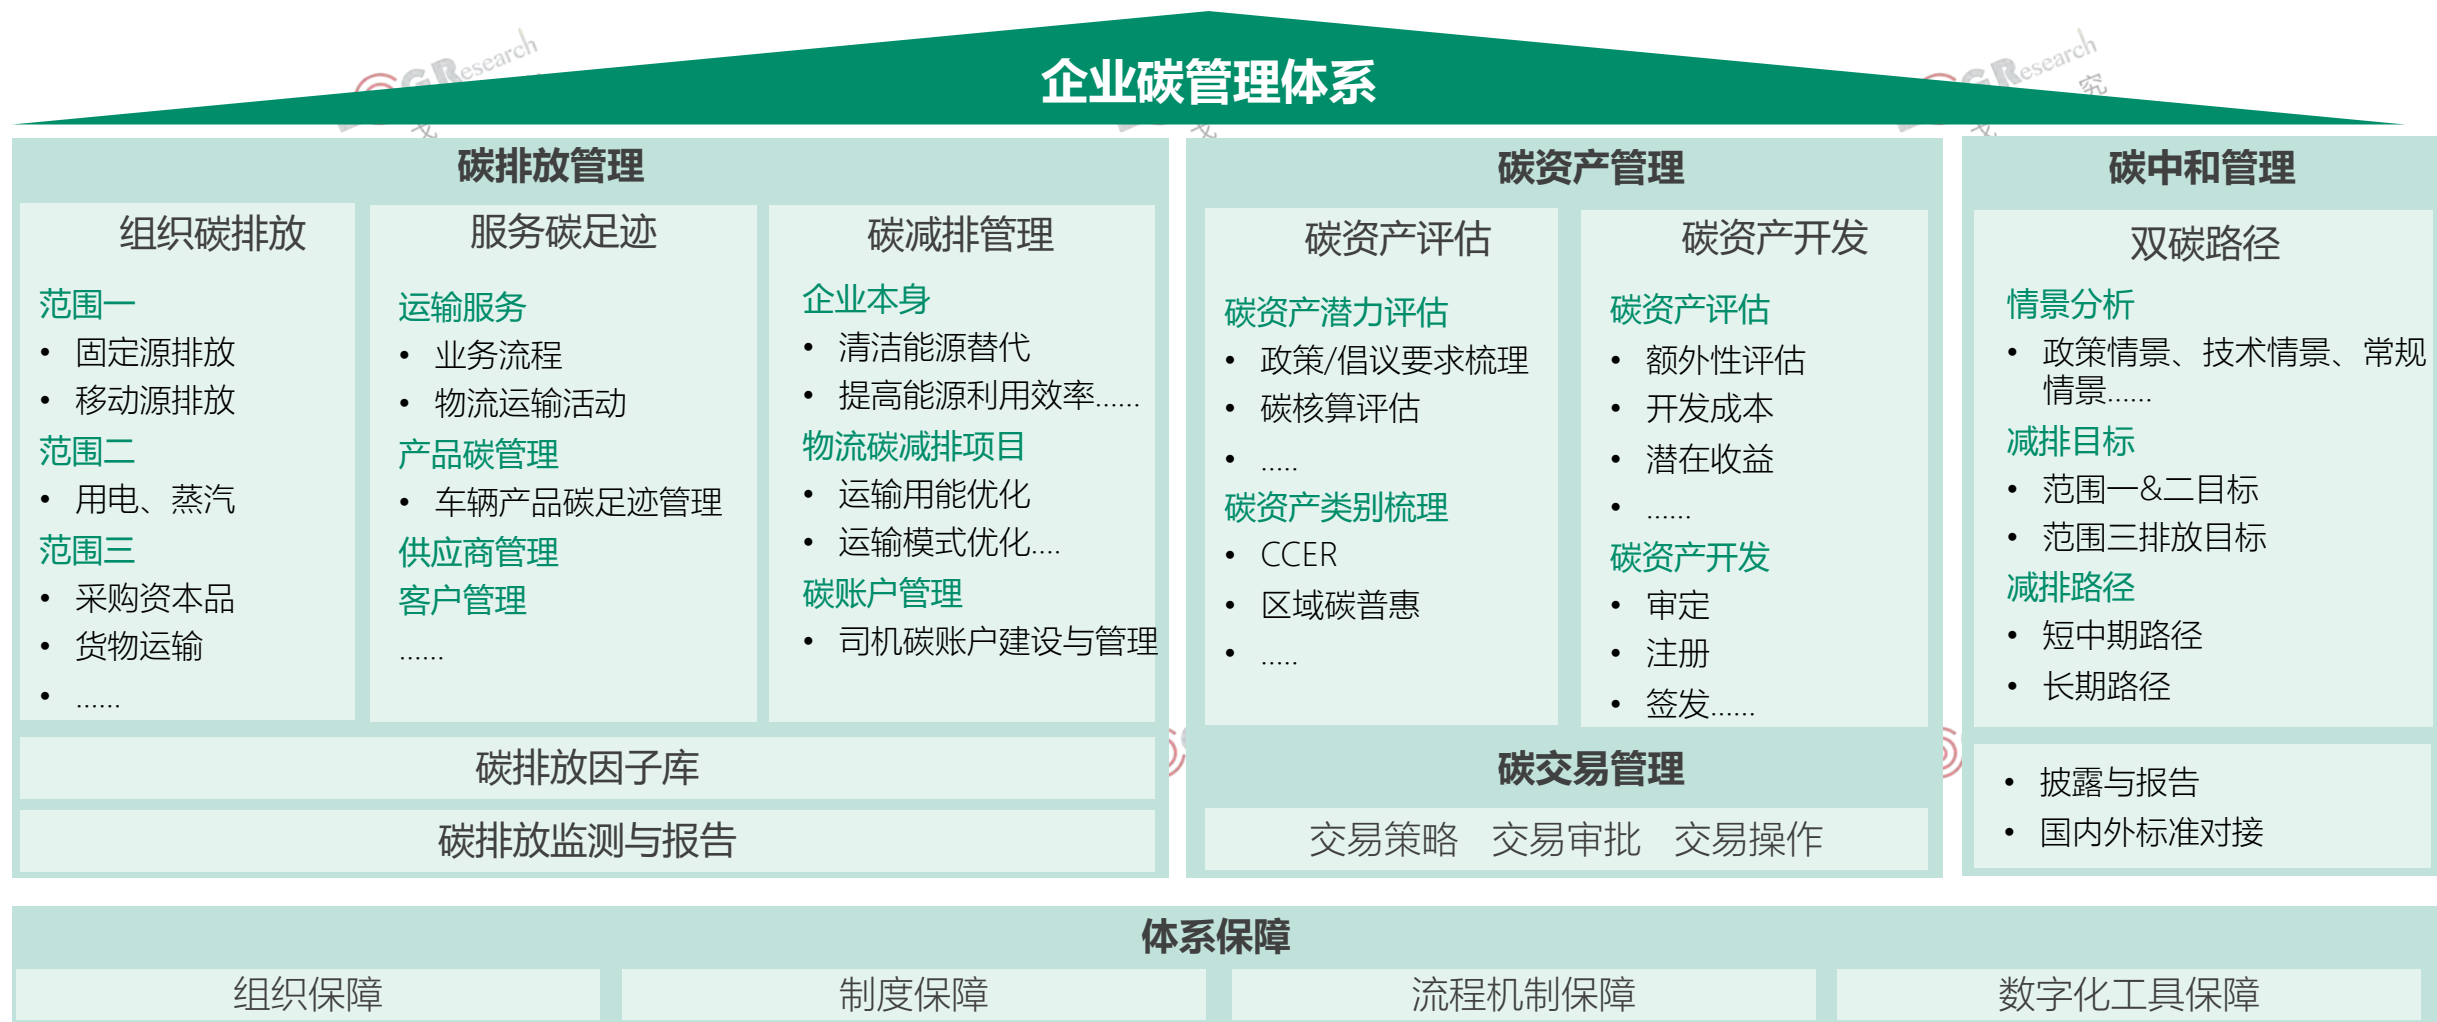 企业碳管理体系
碳排放管理
组织碳排放
范围一
• 固定源排放
• 移动源排放
范围二
• 用电、蒸汽
范围三
• 采购资本品
• 货物运输
• ......
服务碳足迹
运输服务
• 业务流程
• 物流运输活动
产品碳管理
• 车辆产品碳足迹管理
供应商管理
客户管理
......
碳减排管理
企业本身
• 清洁能源替代
• 提高能源利用效率......
物流碳减排项目
• 运输用能优化
• 运输模式优化....
碳账户管理
• 司机碳账户建设与管理
碳排放因子库
碳排放监测与报告
碳资产管理
碳资产评估
碳资产潜力评估
• 政策/倡议要求梳理
• 碳核算评估
• .....
碳资产类别梳理
• CCER
• 区域碳普惠
• .....
碳资产开发
碳资产评估
• 额外性评估
• 开发成本
• 潜在收益
• ......
碳资产开发
• 审定
• 注册
• 签发......
碳交易管理
交易策略 交易审批 交易操作
碳中和管理
双碳路径
情景分析
• 政策情景、技术情景、常规
情景......
减排目标
• 范围一&二目标
• 范围三排放目标
减排路径
• 短中期路径
• 长期路径
• 披露与报告
• 国内外标准对接
体系保障
组织保障
制度保障
流程机制保障
数字化工具保障